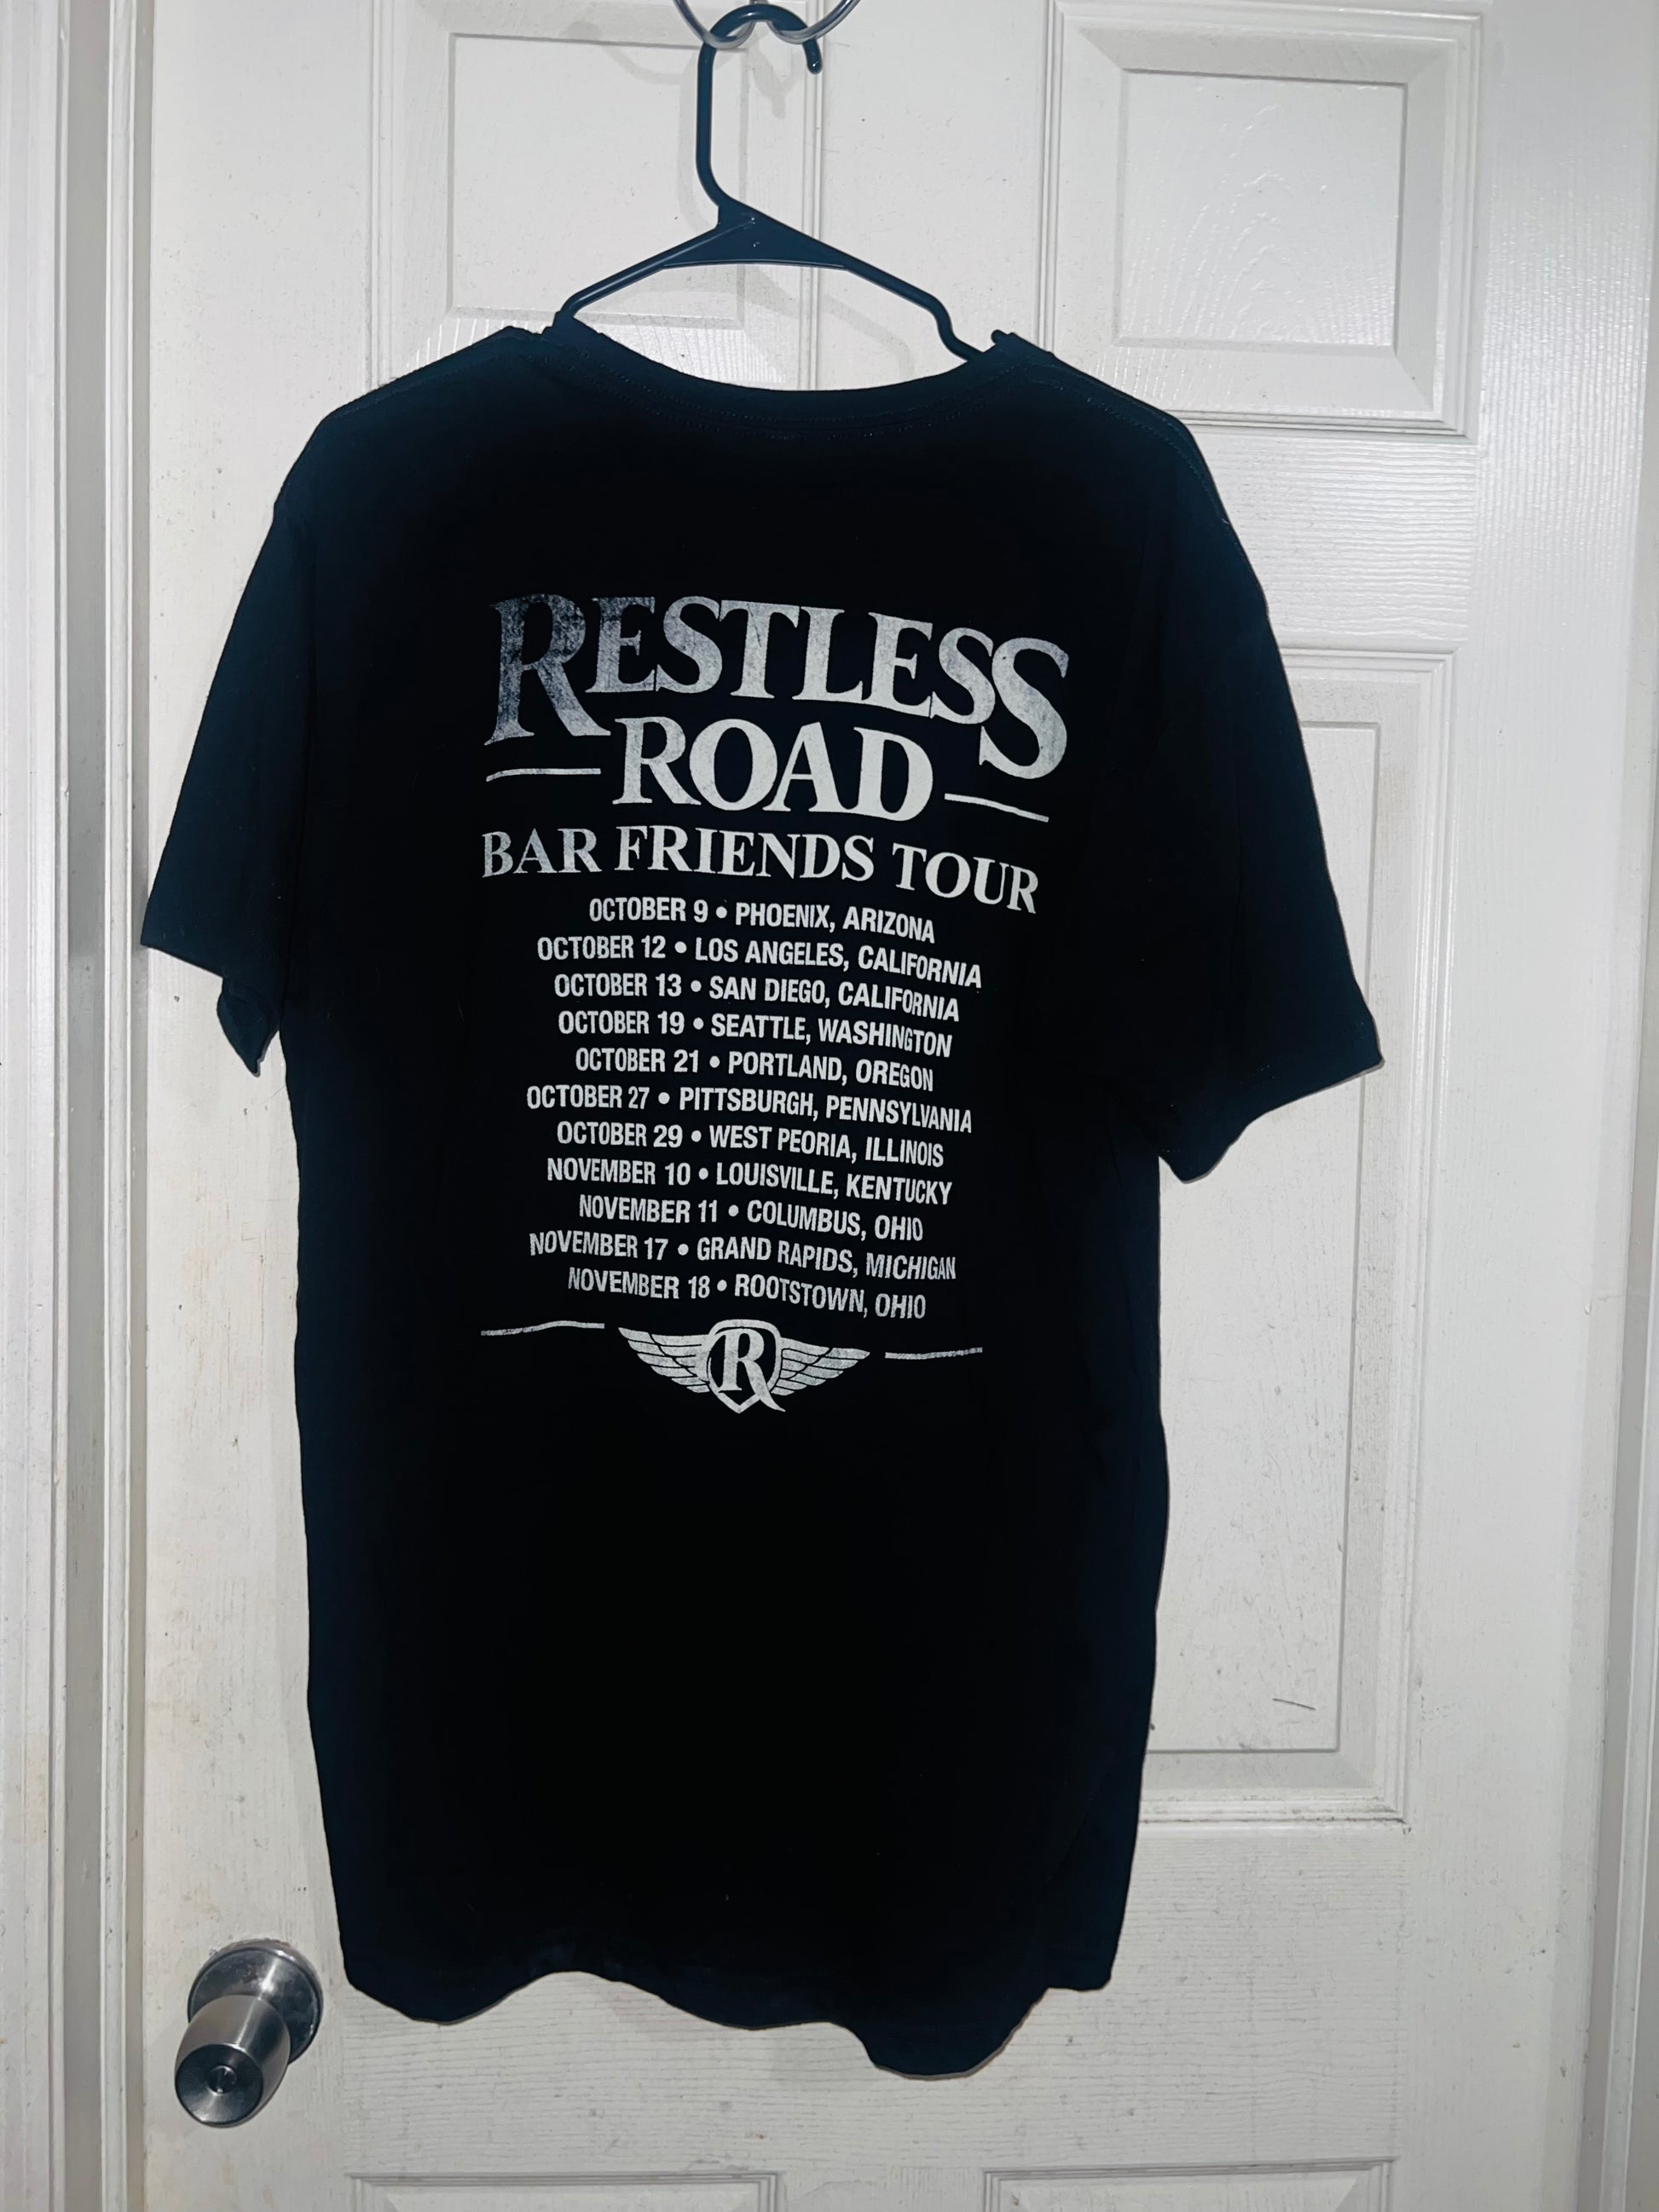 RESTLESS
ROAD
BAR FRIENDS TOUR
OCTOBER 9 • PHOENIX, ARIZONA
OCTOBER 12 • LOS ANGELES, CALIFORNIA
OCTOBER 13 • SAN DIEGO, CALIFORNIA
OCTOBER 19 • SEATTLE, WASHINGTON
OCTOBER 21 • PORTLAND, OREGON
OCTOBER 27 • PITTSBURGH, PENNSYLVANIA
OCTOBER 29 • WEST PEORIA, ILLINOIS
NOVEMBER 10 • LOUISVILLE, KENTUCKY
NOVEMBER 11 • COLUMBUS, OHIO
NOVEMBER 17 • GRAND RAPIDS, MICHIGAN
NOVEMBER 18 • ROOTSTOWN, OHIO
R